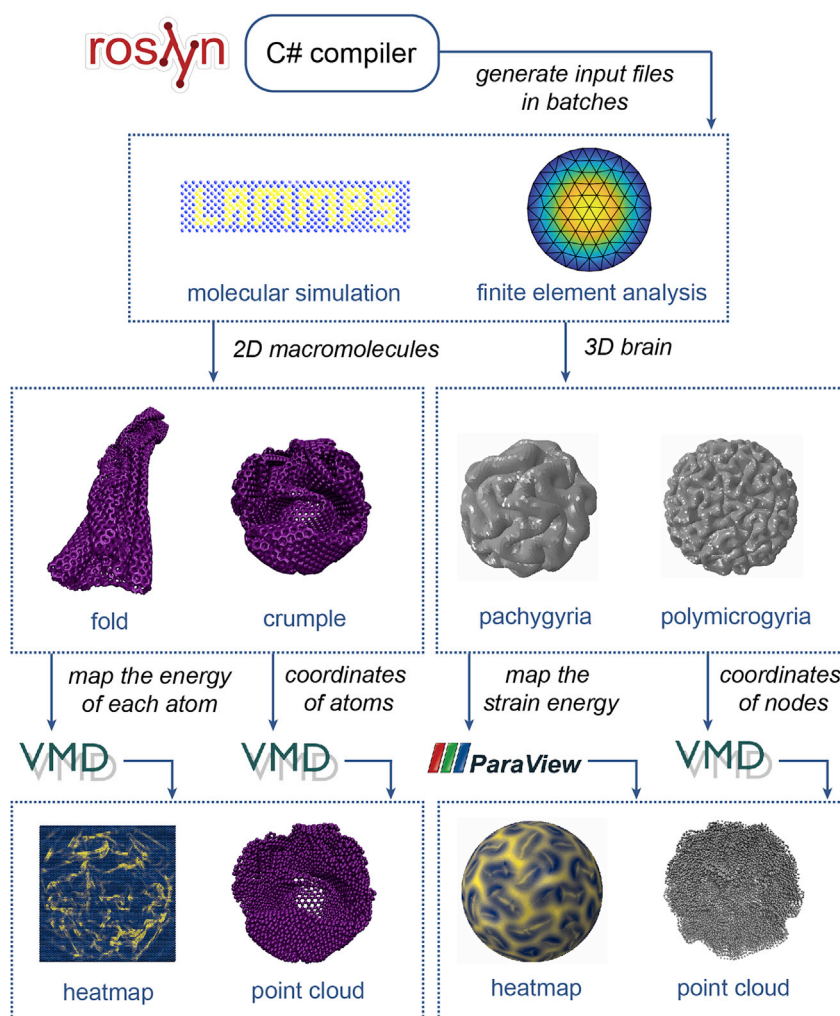 roslyn
C# compiler
generate input files
in batches
LAMMPS
molecular simulation
finite element analysis
2D macromolecules
3D brain
fold
crumple
pachygyria
polymicrogyria
map the energy
of each atom
coordinates
of atoms
map the
strain energy
coordinates
of nodes
VMD
VMD
ParaView
VMD
heatmap
point cloud
heatmap
point cloud